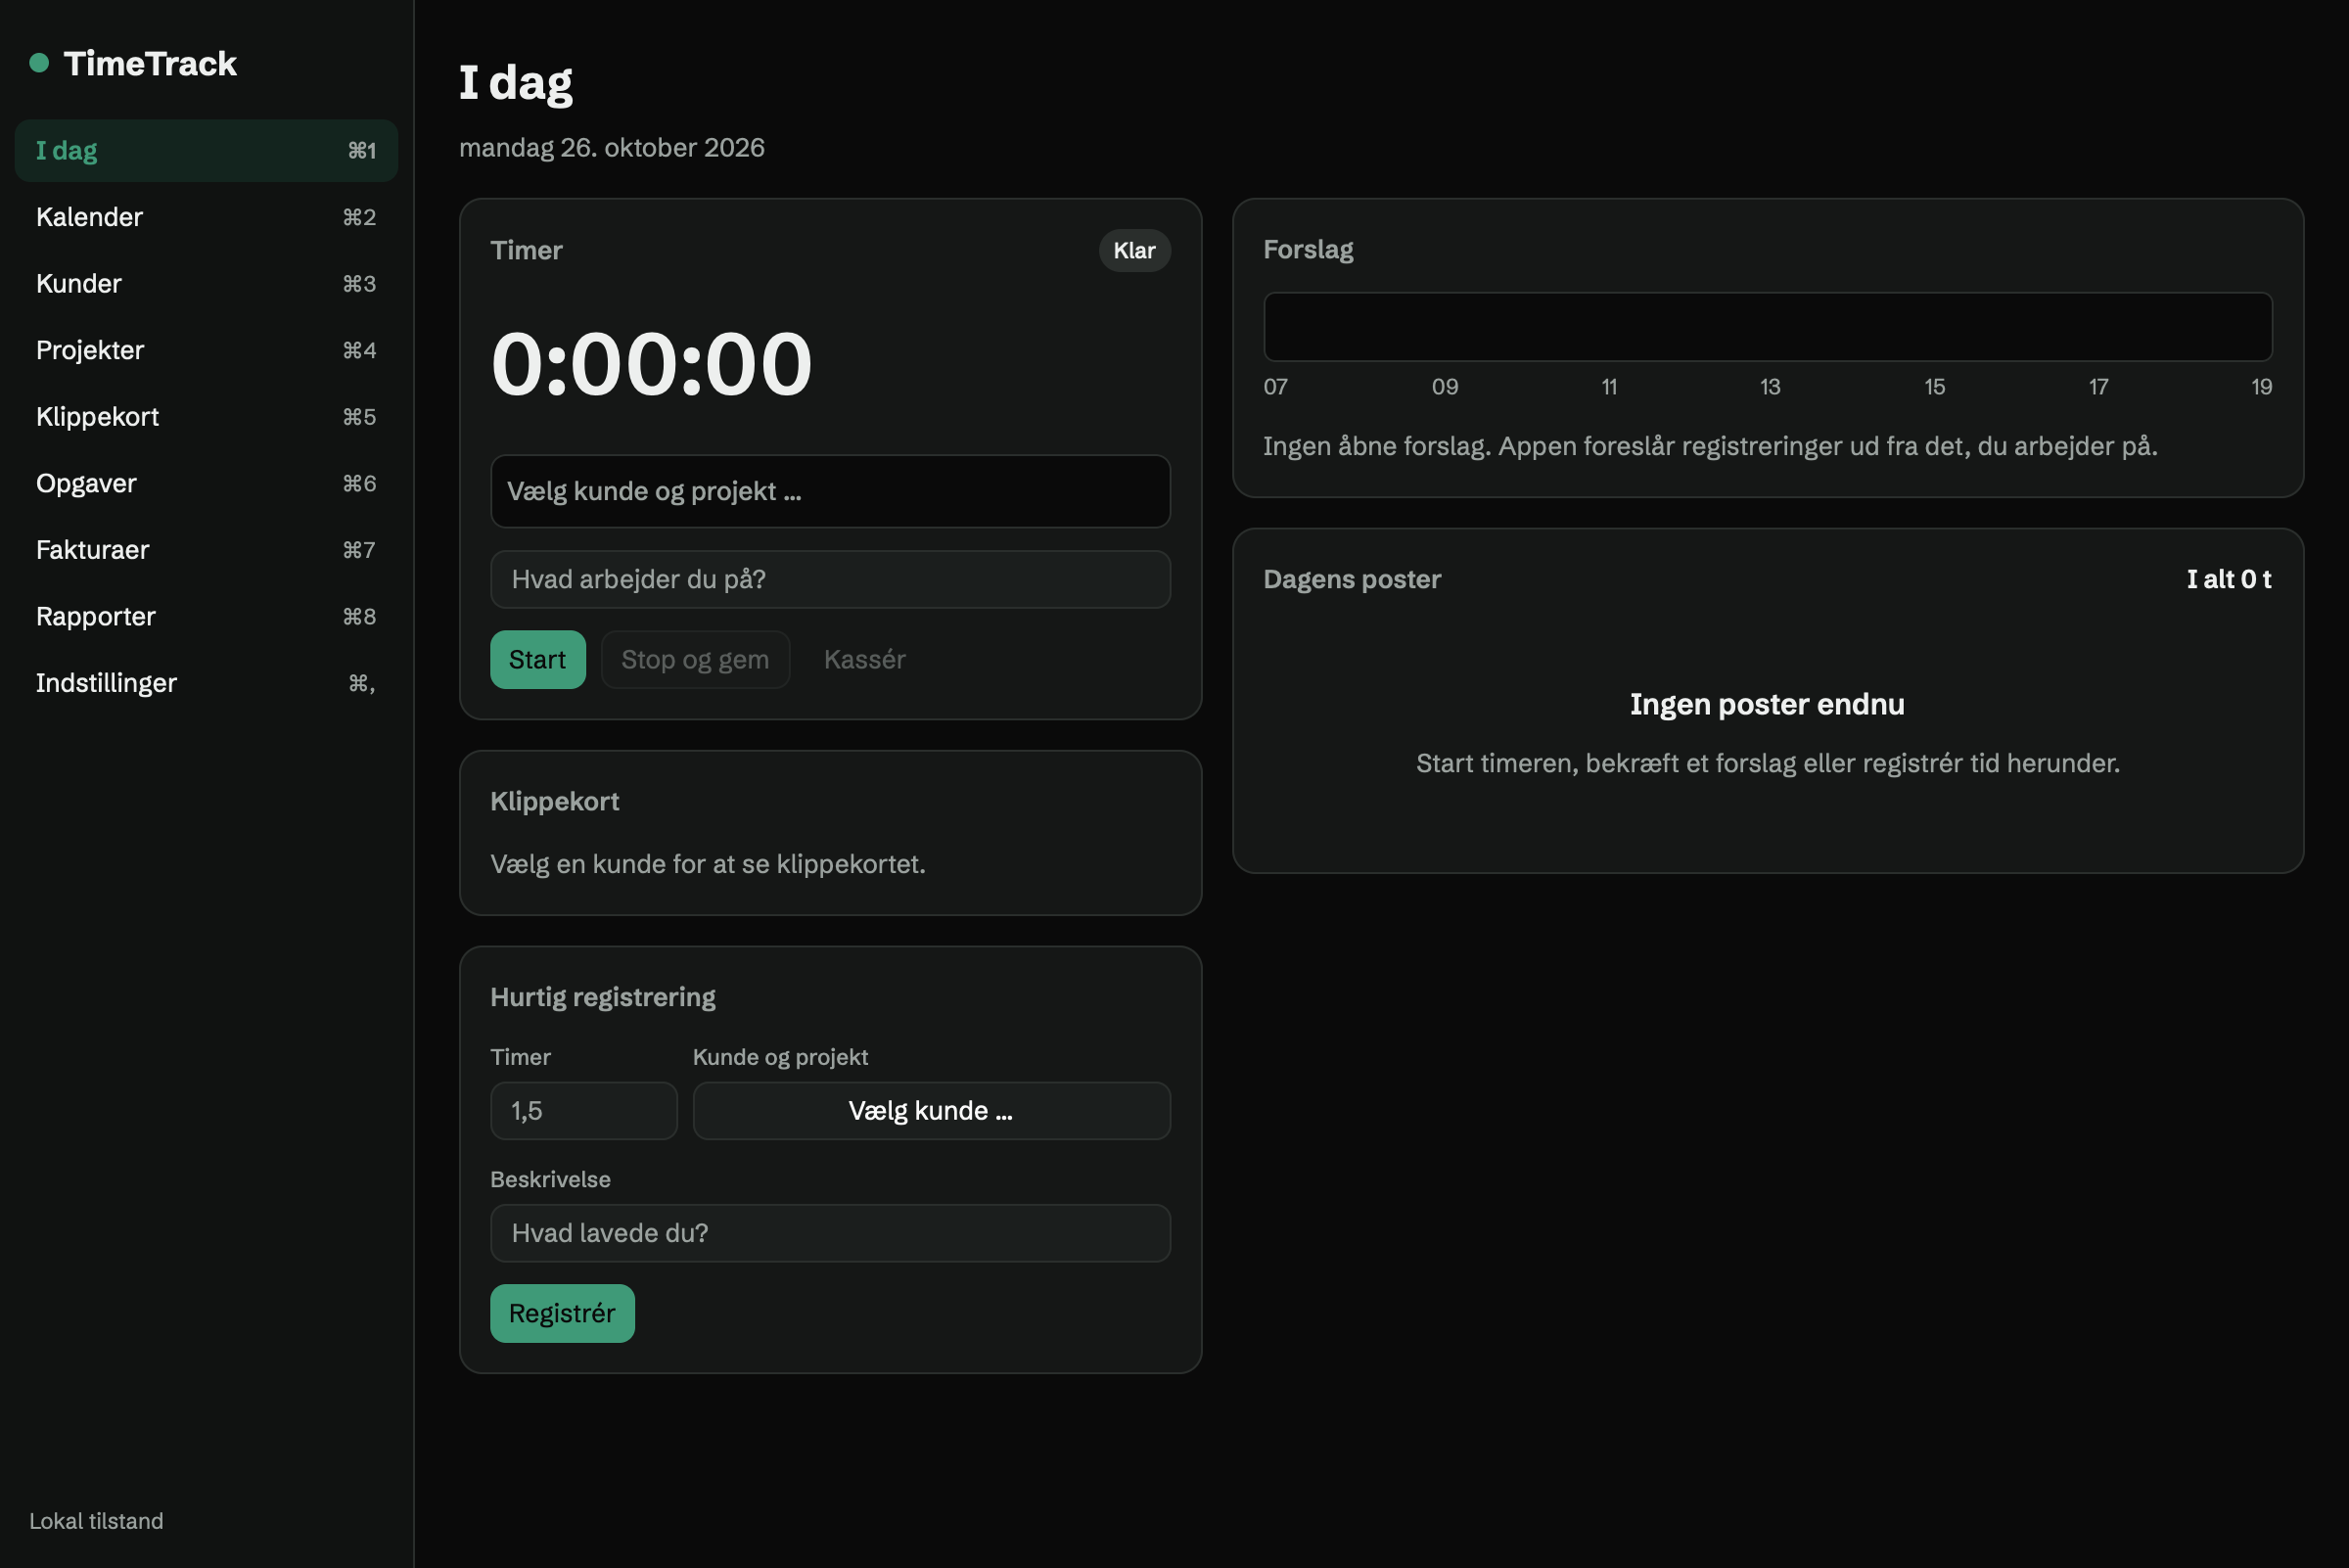 TimeTrack
I dag ⌘1
Kalender ⌘2
Kunder ⌘3
Projekter ⌘4
Klippekort ⌘5
Opgaver ⌘6
Fakturaer ⌘7
Rapporter ⌘8
Indstillinger ⌘,
Lokal tilstand
I dag
mandag 26. oktober 2026
Timer Klar
0:00:00
Vælg kunde og projekt ...
Hvad arbejder du på?
Start Stop og gem Kassér
Klippekort
Vælg en kunde for at se klippekortet.
Hurtig registrering
Timer Kunde og projekt
1,5 Vælg kunde ...
Beskrivelse
Hvad lavede du?
Registrér
Forslag
07 09 11 13 15 17 19
Ingen åbne forslag. Appen foreslår registreringer ud fra det, du arbejder på.
Dagens poster I alt 0 t
Ingen poster endnu
Start timeren, bekræft et forslag eller registrér tid herunder.